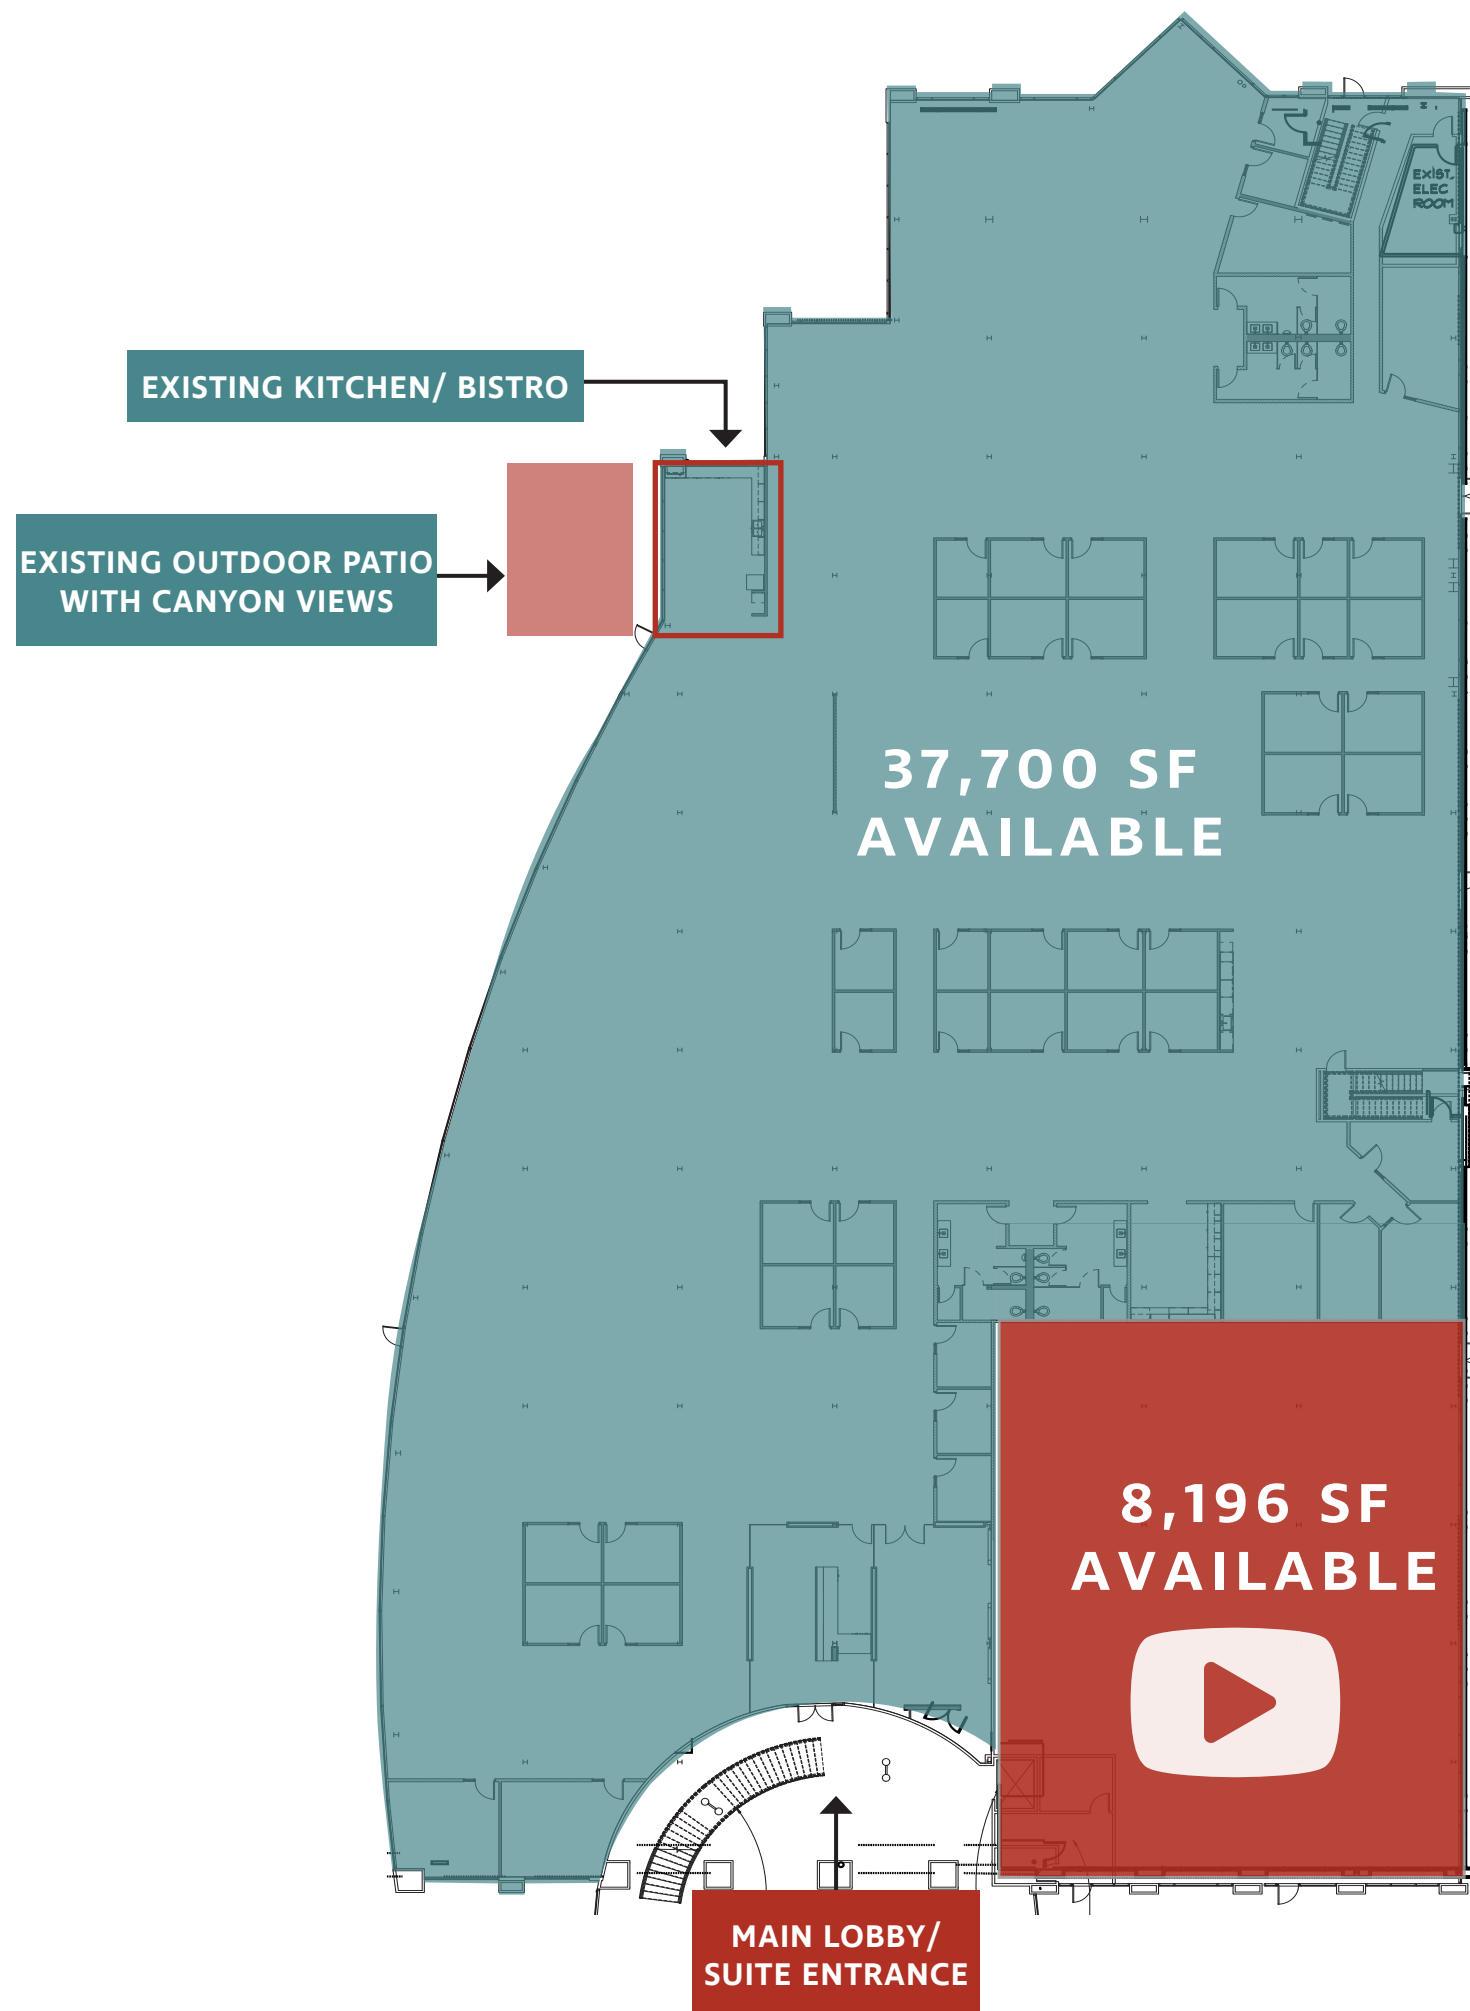 EXIST.
ELEC
ROOM
EXISTING KITCHEN/ BISTRO
EXISTING OUTDOOR PATIO
WITH CANYON VIEWS
37,700 SF
AVAILABLE
8,196 SF
AVAILABLE
MAIN LOBBY/
SUITE ENTRANCE